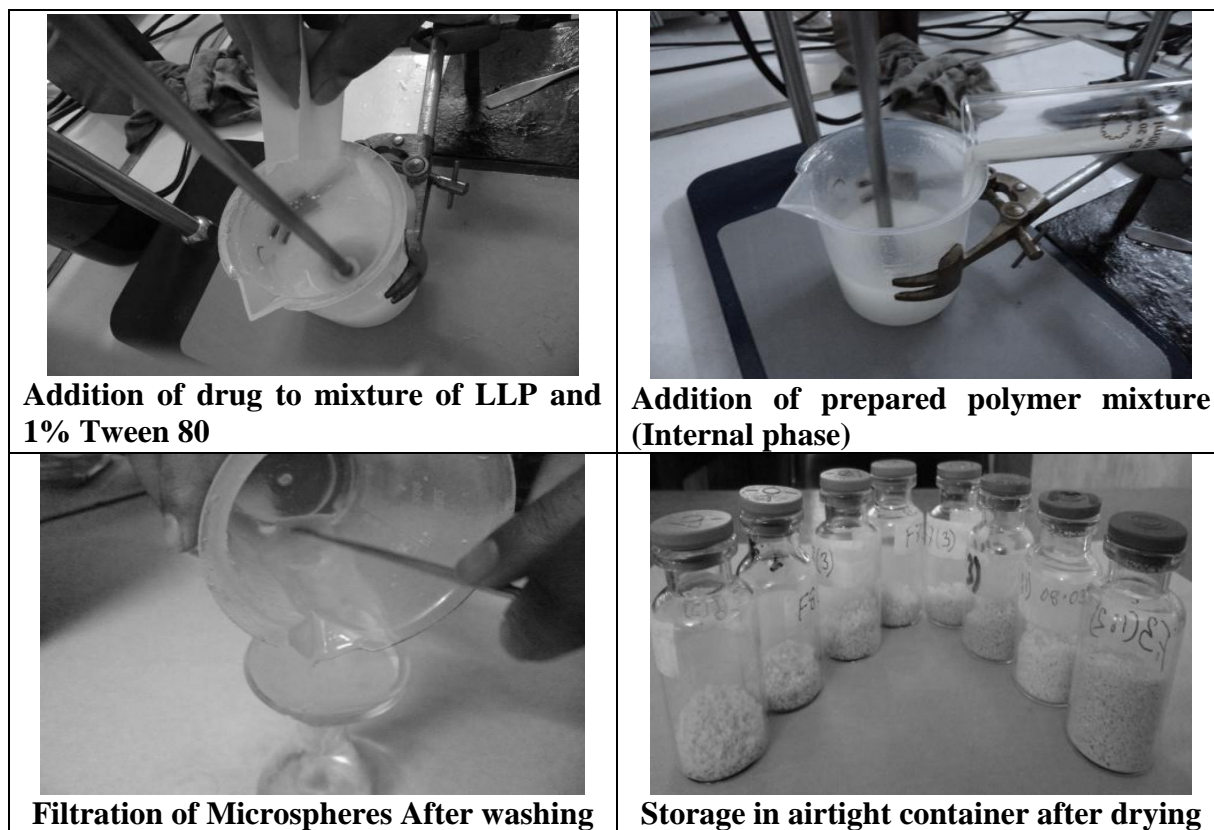 Addition of drug to mixture of LLP and
1% Tween 80
Addition of prepared polymer mixture
(Internal phase)
Filtration of Microspheres After washing
Storage in airtight container after drying